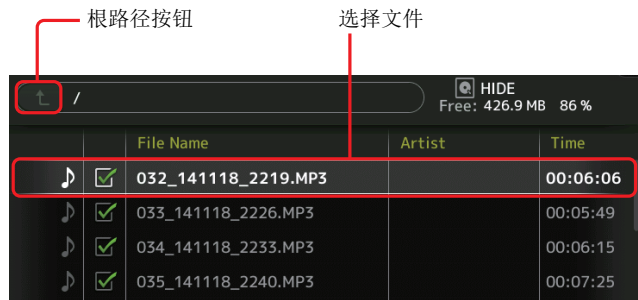 根路径按钮 选择文件
/ HIDE
Free: 426.9 MB 86 %
File Name Artist Time
032_141118_2219.MP3 00:06:06
033_141118_2226.MP3 00:05:49
034_141118_2233.MP3 00:06:15
035_141118_2240.MP3 00:07:25